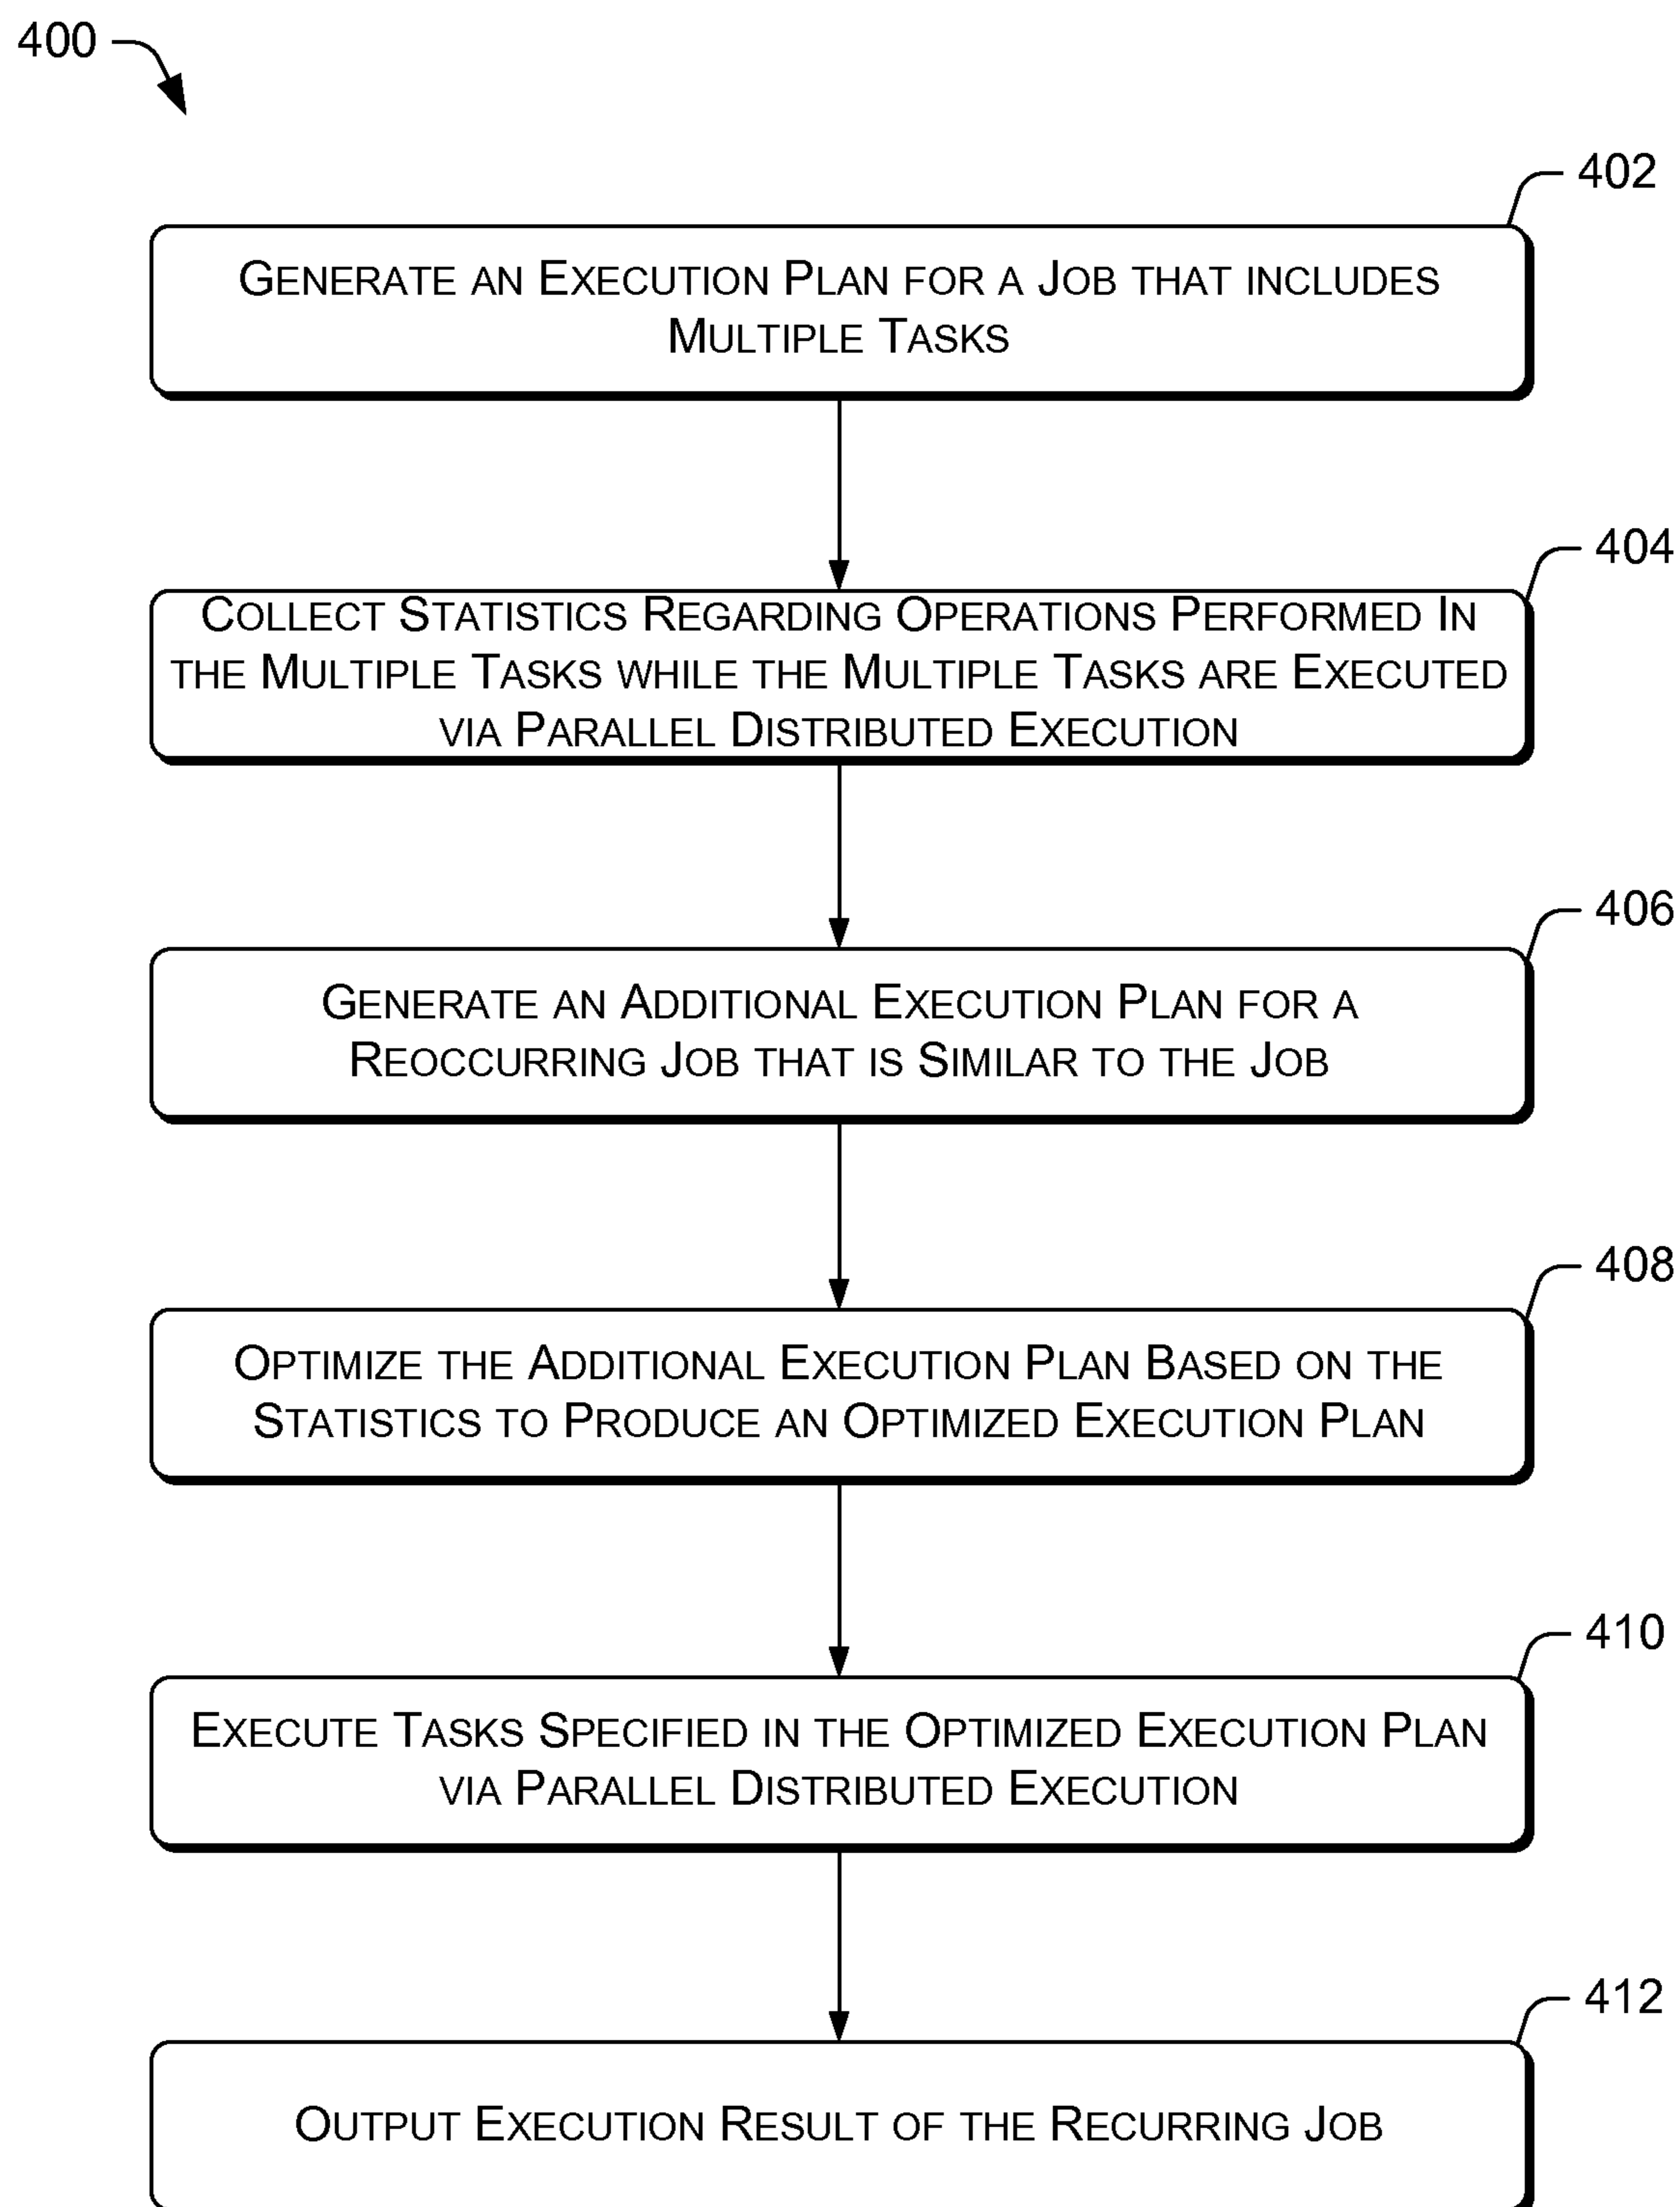 400
402
GENERATE AN EXECUTION PLAN FOR A JOB THAT INCLUDES
MULTIPLE TASKS
404
COLLECT STATISTICS REGARDING OPERATIONS PERFORMED IN
THE MULTIPLE TASKS WHILE THE MULTIPLE TASKS ARE EXECUTED
VIA PARALLEL DISTRIBUTED EXECUTION
406
GENERATE AN ADDITIONAL EXECUTION PLAN FOR A
REOCCURRING JOB THAT IS SIMILAR TO THE JOB
408
OPTIMIZE THE ADDITIONAL EXECUTION PLAN BASED ON THE
STATISTICS TO PRODUCE AN OPTIMIZED EXECUTION PLAN
410
EXECUTE TASKS SPECIFIED IN THE OPTIMIZED EXECUTION PLAN
VIA PARALLEL DISTRIBUTED EXECUTION
412
OUTPUT EXECUTION RESULT OF THE RECURRING JOB